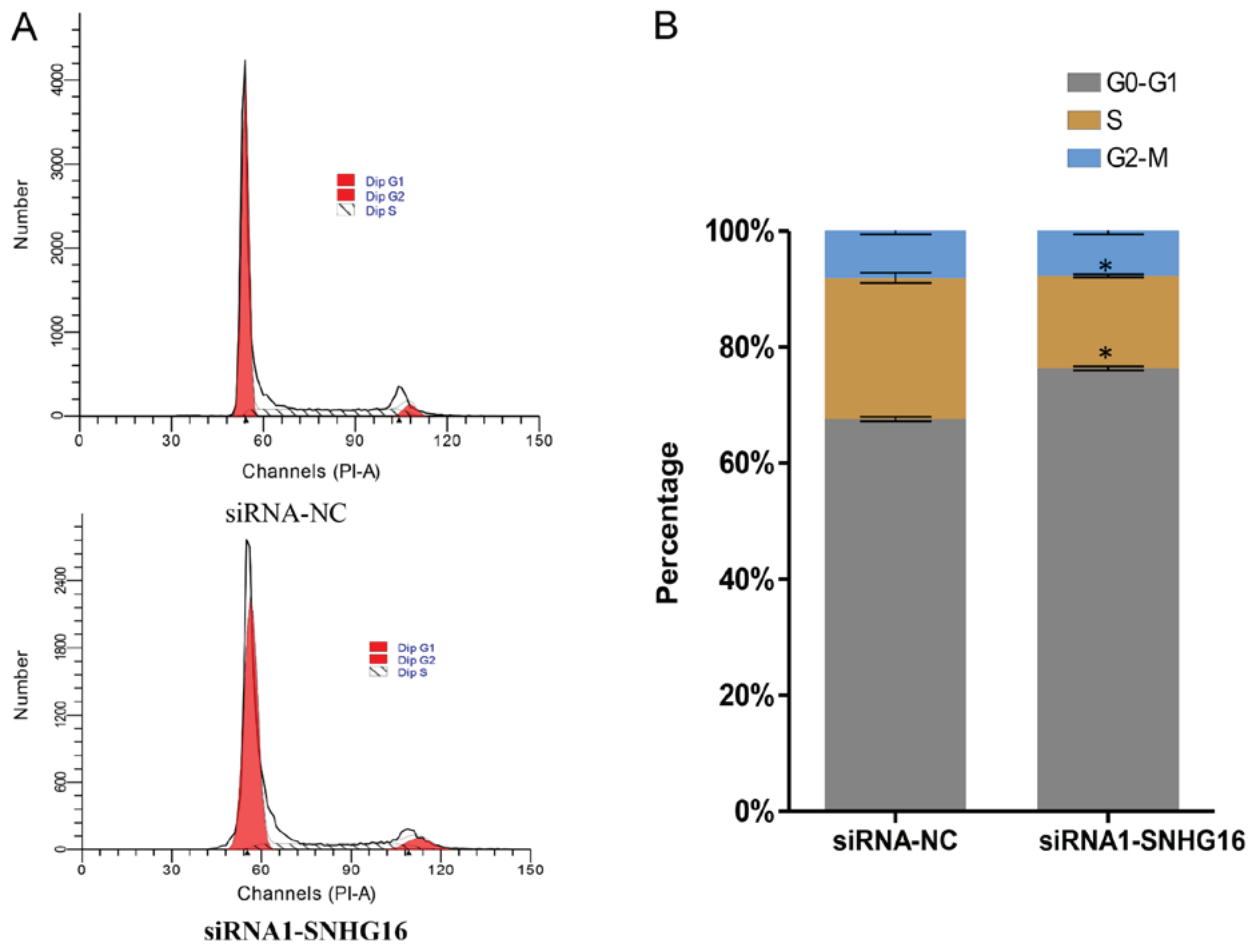 A
Number
4000
3000
2000
1000
0
Dip G1
Dip G2
Dip S
0 30 60 90 120 150
Channels (PI-A)
siRNA-NC
Number
2400
1800
1200
600
0
Dip G1
Dip G2
Dip S
0 30 60 90 120 150
Channels (PI-A)
siRNA1-SNHG16
B
G0-G1
S
G2-M
Percentage
100%
80%
60%
40%
20%
0%
*
*
siRNA-NC siRNA1-SNHG16